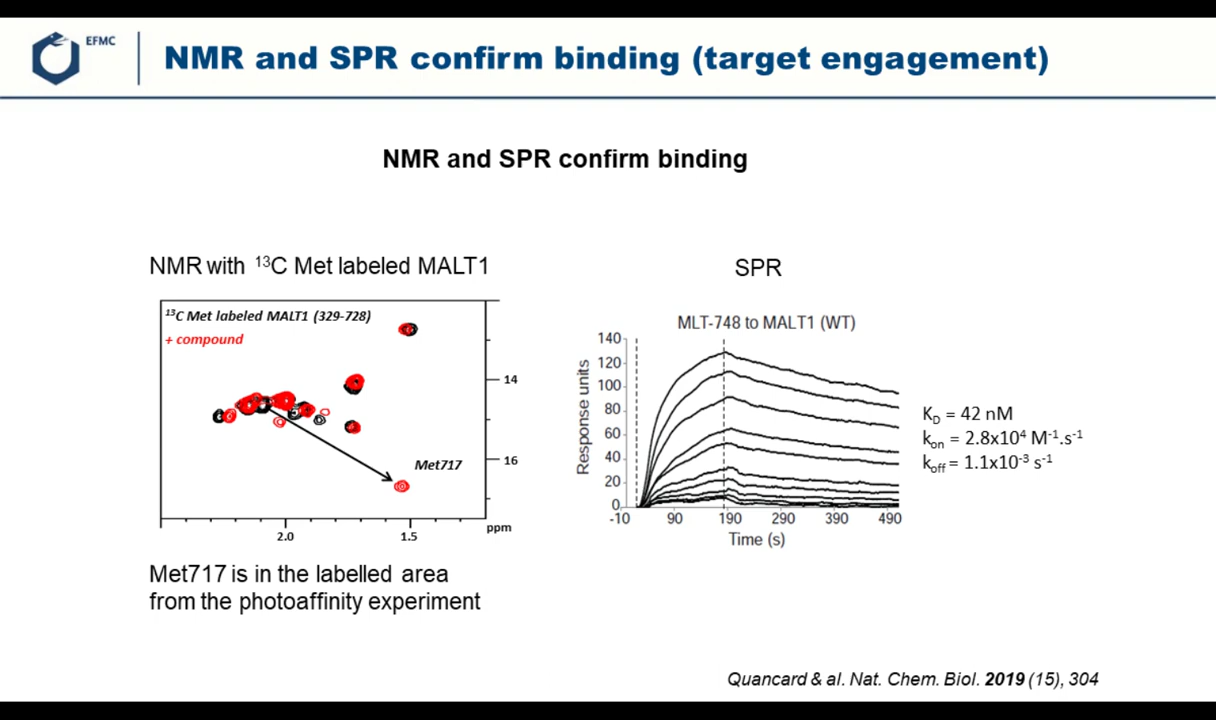 EFMC
NMR and SPR confirm binding (target engagement)
NMR and SPR confirm binding
NMR with ¹³C Met labeled MALT1
¹³C Met labeled MALT1 (329-728)
+ compound
14
16
Met717
ppm
2.0
1.5
Met717 is in the labelled area
from the photoaffinity experiment
SPR
MLT-748 to MALT1 (WT)
Response units
140
120
100
80
60
40
20
0
-10 90 190 290 390 490
Time (s)
K_D = 42 nM
k_on = 2.8x10⁴ M⁻¹.s⁻¹
k_off = 1.1x10⁻³ s⁻¹
Quancard & al. Nat. Chem. Biol. 2019 (15), 304